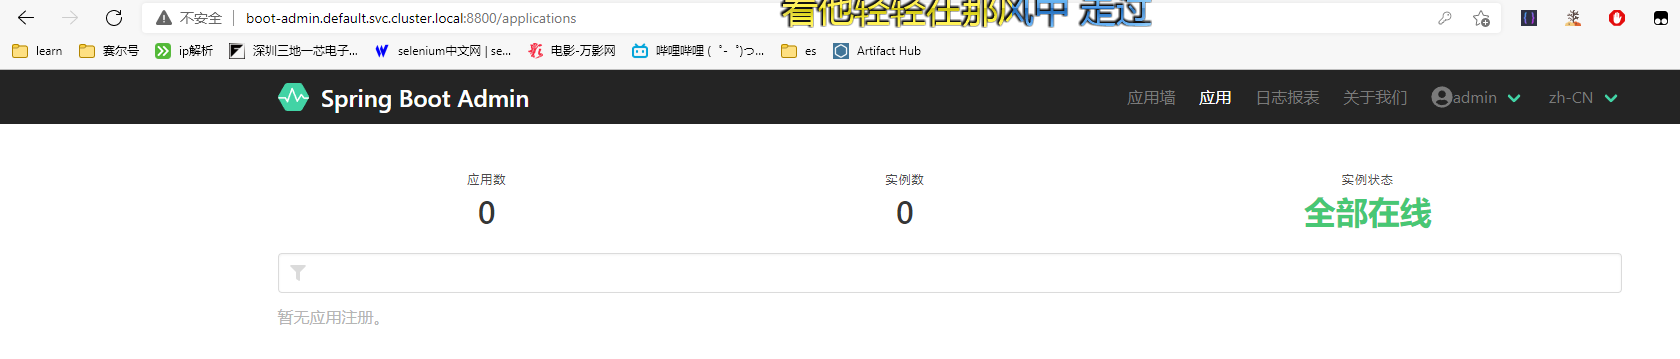 看他轻轻在那风中 走过
不安全 boot-admin.default.svc.cluster.local:8800/applications
learn 赛尔号 ip解析 深圳三地一芯电子... selenium中文网 | se... 电影-万影网 哔哩哔哩 ( ゜- ゜)つ... es Artifact Hub
Spring Boot Admin 应用墙 应用 日志报表 关于我们 admin zh-CN
应用数 实例数 实例状态
0 0 全部在线
暂无应用注册。